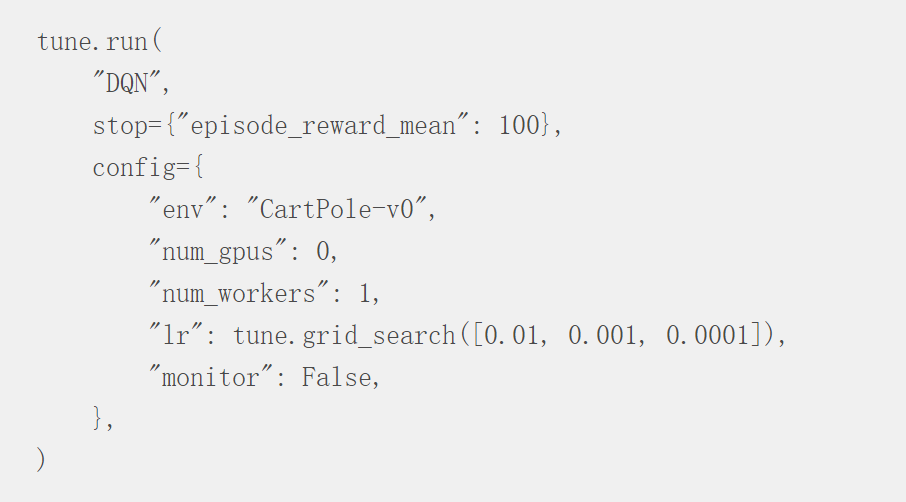 tune.run(
    "DQN",
    stop={"episode_reward_mean": 100},
    config={
        "env": "CartPole-v0",
        "num_gpus": 0,
        "num_workers": 1,
        "lr": tune.grid_search([0.01, 0.001, 0.0001]),
        "monitor": False,
    },
)